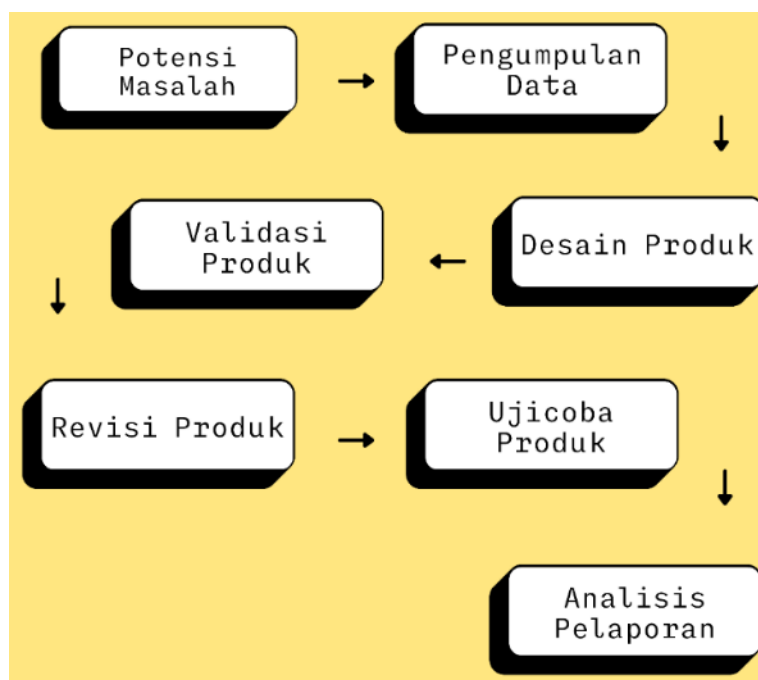 Potensi
Masalah
Pengumpulan
Data
Desain Produk
Validasi
Produk
Revisi Produk
Ujicoba
Produk
Analisis
Pelaporan